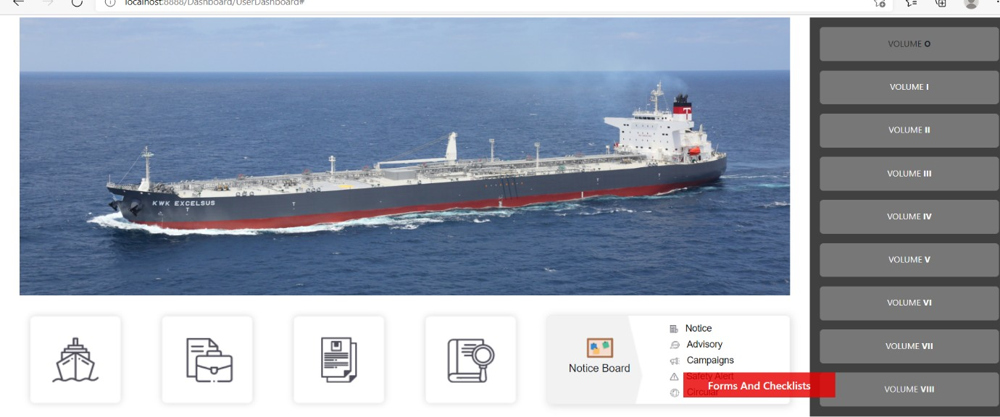 localhost:8888/Dashboard/UserDashboard#
KWK EXCELSUS
T
T
T
T
T
VOLUME O
VOLUME I
VOLUME II
VOLUME III
VOLUME IV
VOLUME V
VOLUME VI
VOLUME VII
VOLUME VIII
Notice Board
Notice
Advisory
Campaigns
Safety Alert
Circular
Forms And Checklists